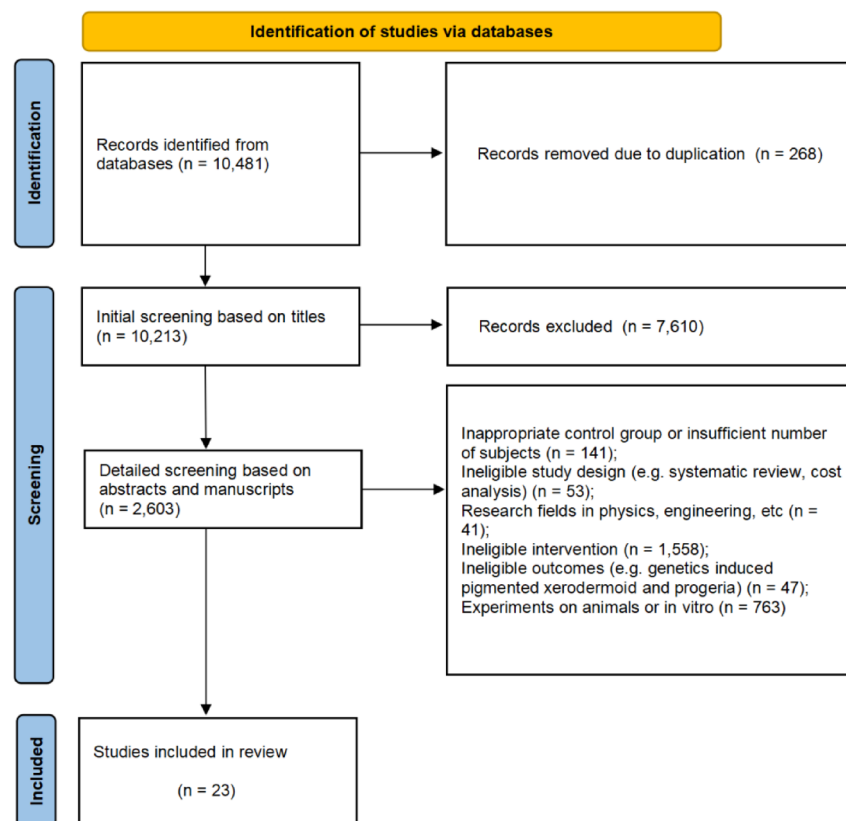 Identification of studies via databases
Identification
Records identified from
databases (n = 10,481)
Records removed due to duplication (n = 268)
Screening
Initial screening based on titles
(n = 10,213)
Records excluded (n = 7,610)
Detailed screening based on
abstracts and manuscripts
(n = 2,603)
Inappropriate control group or insufficient number
of subjects (n = 141);
Ineligible study design (e.g. systematic review, cost
analysis) (n = 53);
Research fields in physics, engineering, etc (n =
41);
Ineligible intervention (n = 1,558);
Ineligible outcomes (e.g. genetics induced
pigmented xerodermoid and progeria) (n = 47);
Experiments on animals or in vitro (n = 763)
Included
Studies included in review
(n = 23)